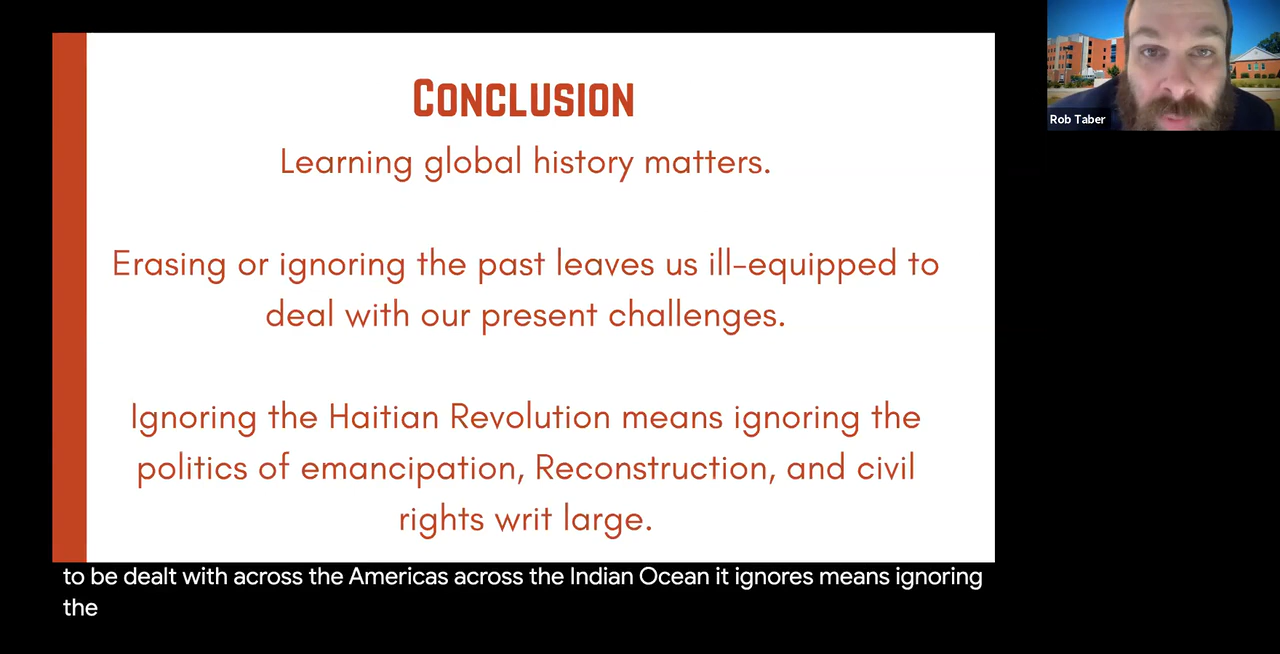 CONCLUSION
Learning global history matters.
Erasing or ignoring the past leaves us ill-equipped to
deal with our present challenges.
Ignoring the Haitian Revolution means ignoring the
politics of emancipation, Reconstruction, and civil
rights writ large.
to be dealt with across the Americas across the Indian Ocean it ignores means ignoring
the
Rob Taber